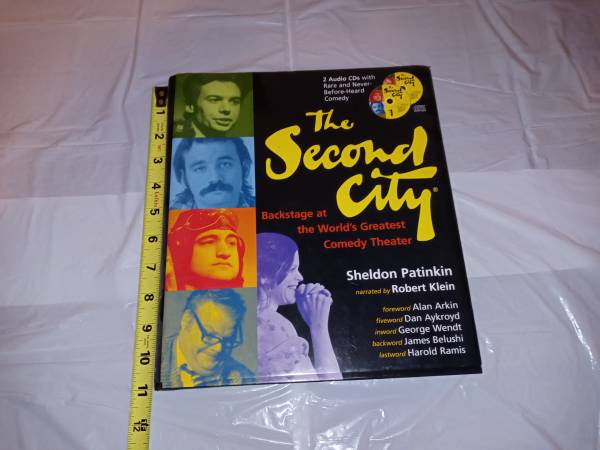 2 Audio CDs with
Rare and Never-
Before-Heard
Comedy
The
Second
City®
Backstage at
the World's Greatest
Comedy Theater
Sheldon Patinkin
narrated by Robert Klein
foreword Alan Arkin
fiveword Dan Aykroyd
inword George Wendt
backword James Belushi
lastword Harold Ramis
1
2
3
4
5
6
7
8
9
10
11
12